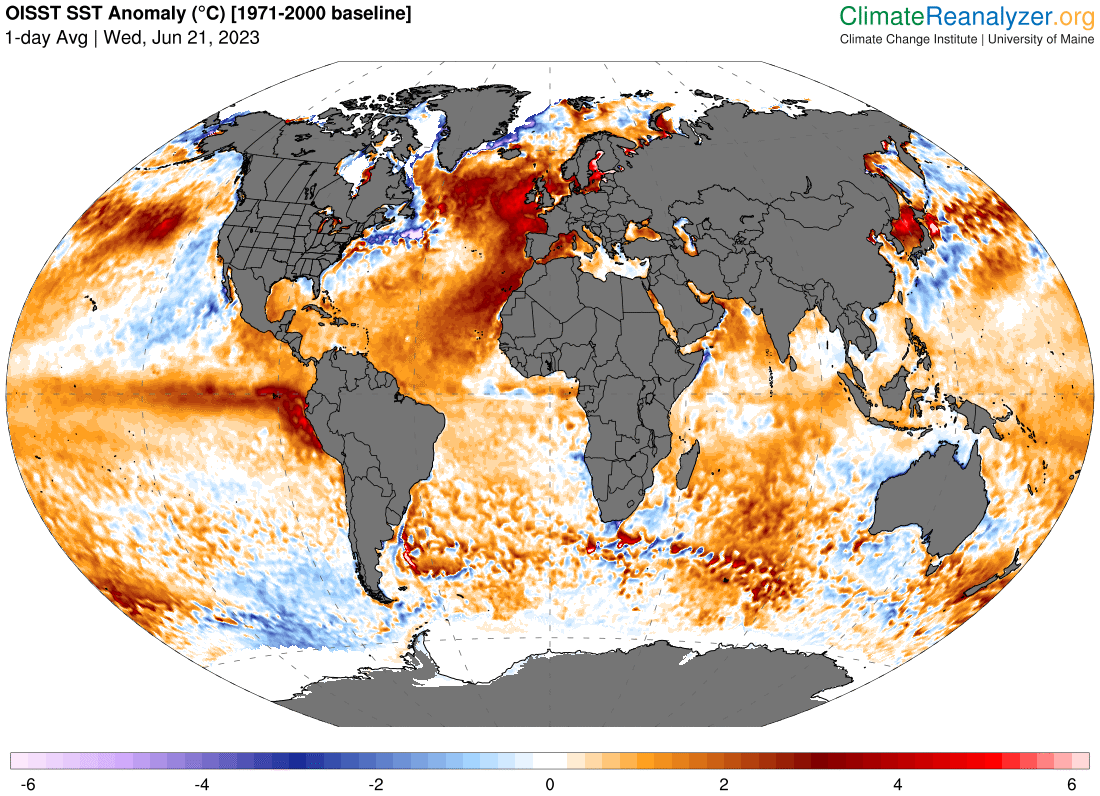 OISST SST Anomaly (°C) [1971-2000 baseline]
1-day Avg | Wed, Jun 21, 2023
ClimateReanalyzer.org
Climate Change Institute | University of Maine
-6 -4 -2 0 2 4 6